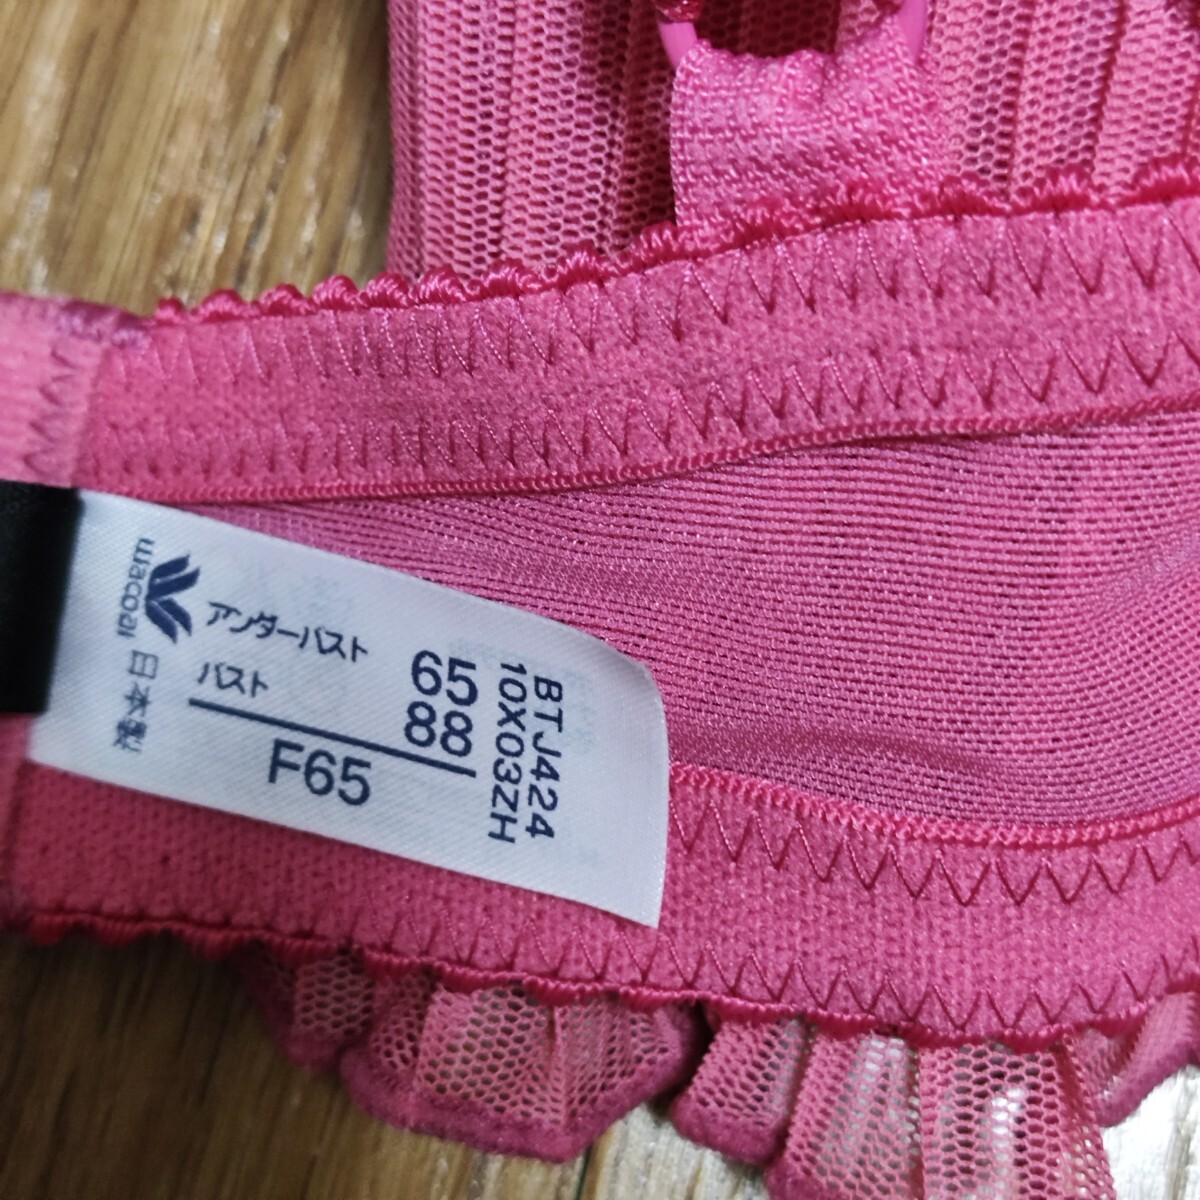 アンダーバスト 65
バスト 88
F65
BTJ424
10X03ZH
wacoal
日本製